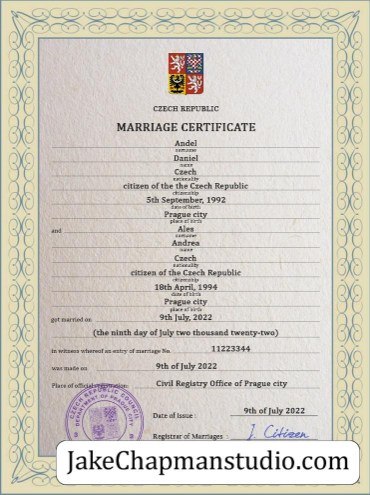 CZECH REPUBLIC
MARRIAGE CERTIFICATE
Andel
surname
Daniel
name
Czech
nationality
citizen of the the Czech Republic
citizenship
5th September, 1992
date of birth
Prague city
place of birth
and Ales
surname
Andrea
name
Czech
nationality
citizen of the Czech Republic
citizenship
18th April, 1994
date of birth
Prague city
place of birth
got married on 9th July, 2022
(the ninth day of July two thousand twenty-two)
in witness whereof an entry of marriage No. 11223344
was made on 9th of July 2022
Place of official registration: Civil Registry Office of Prague city
CZECH REPUBLIC COUNCIL
DEPARTMENT OF PRAGUE CITY
Date of Issue : 9th of July 2022
Registrar of Marriages : J. Citizen
JakeChapmanstudio.com